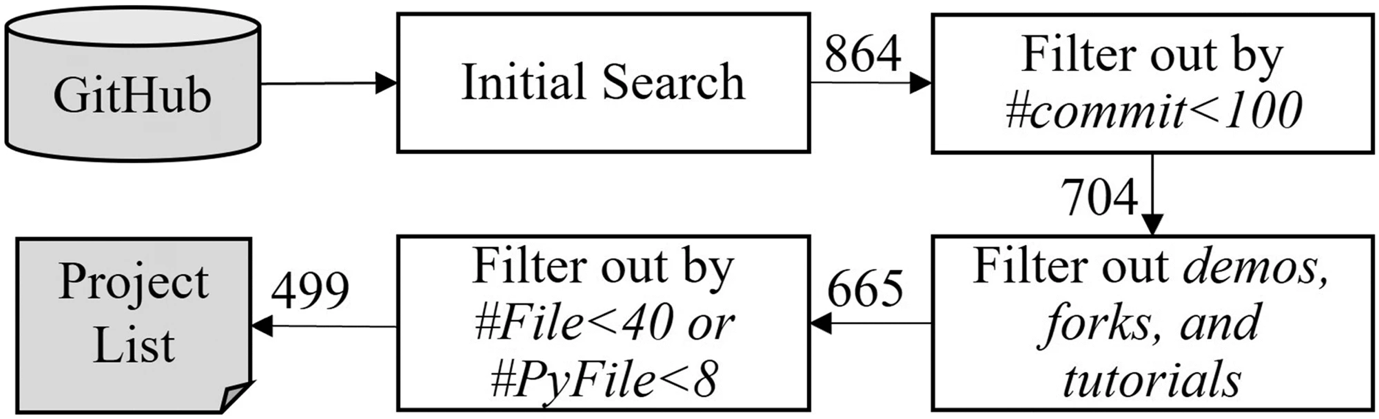 GitHub
Initial Search
864
Filter out by
#commit<100
704
Filter out demos,
forks, and
tutorials
665
Filter out by
#File<40 or
#PyFile<8
499
Project
List